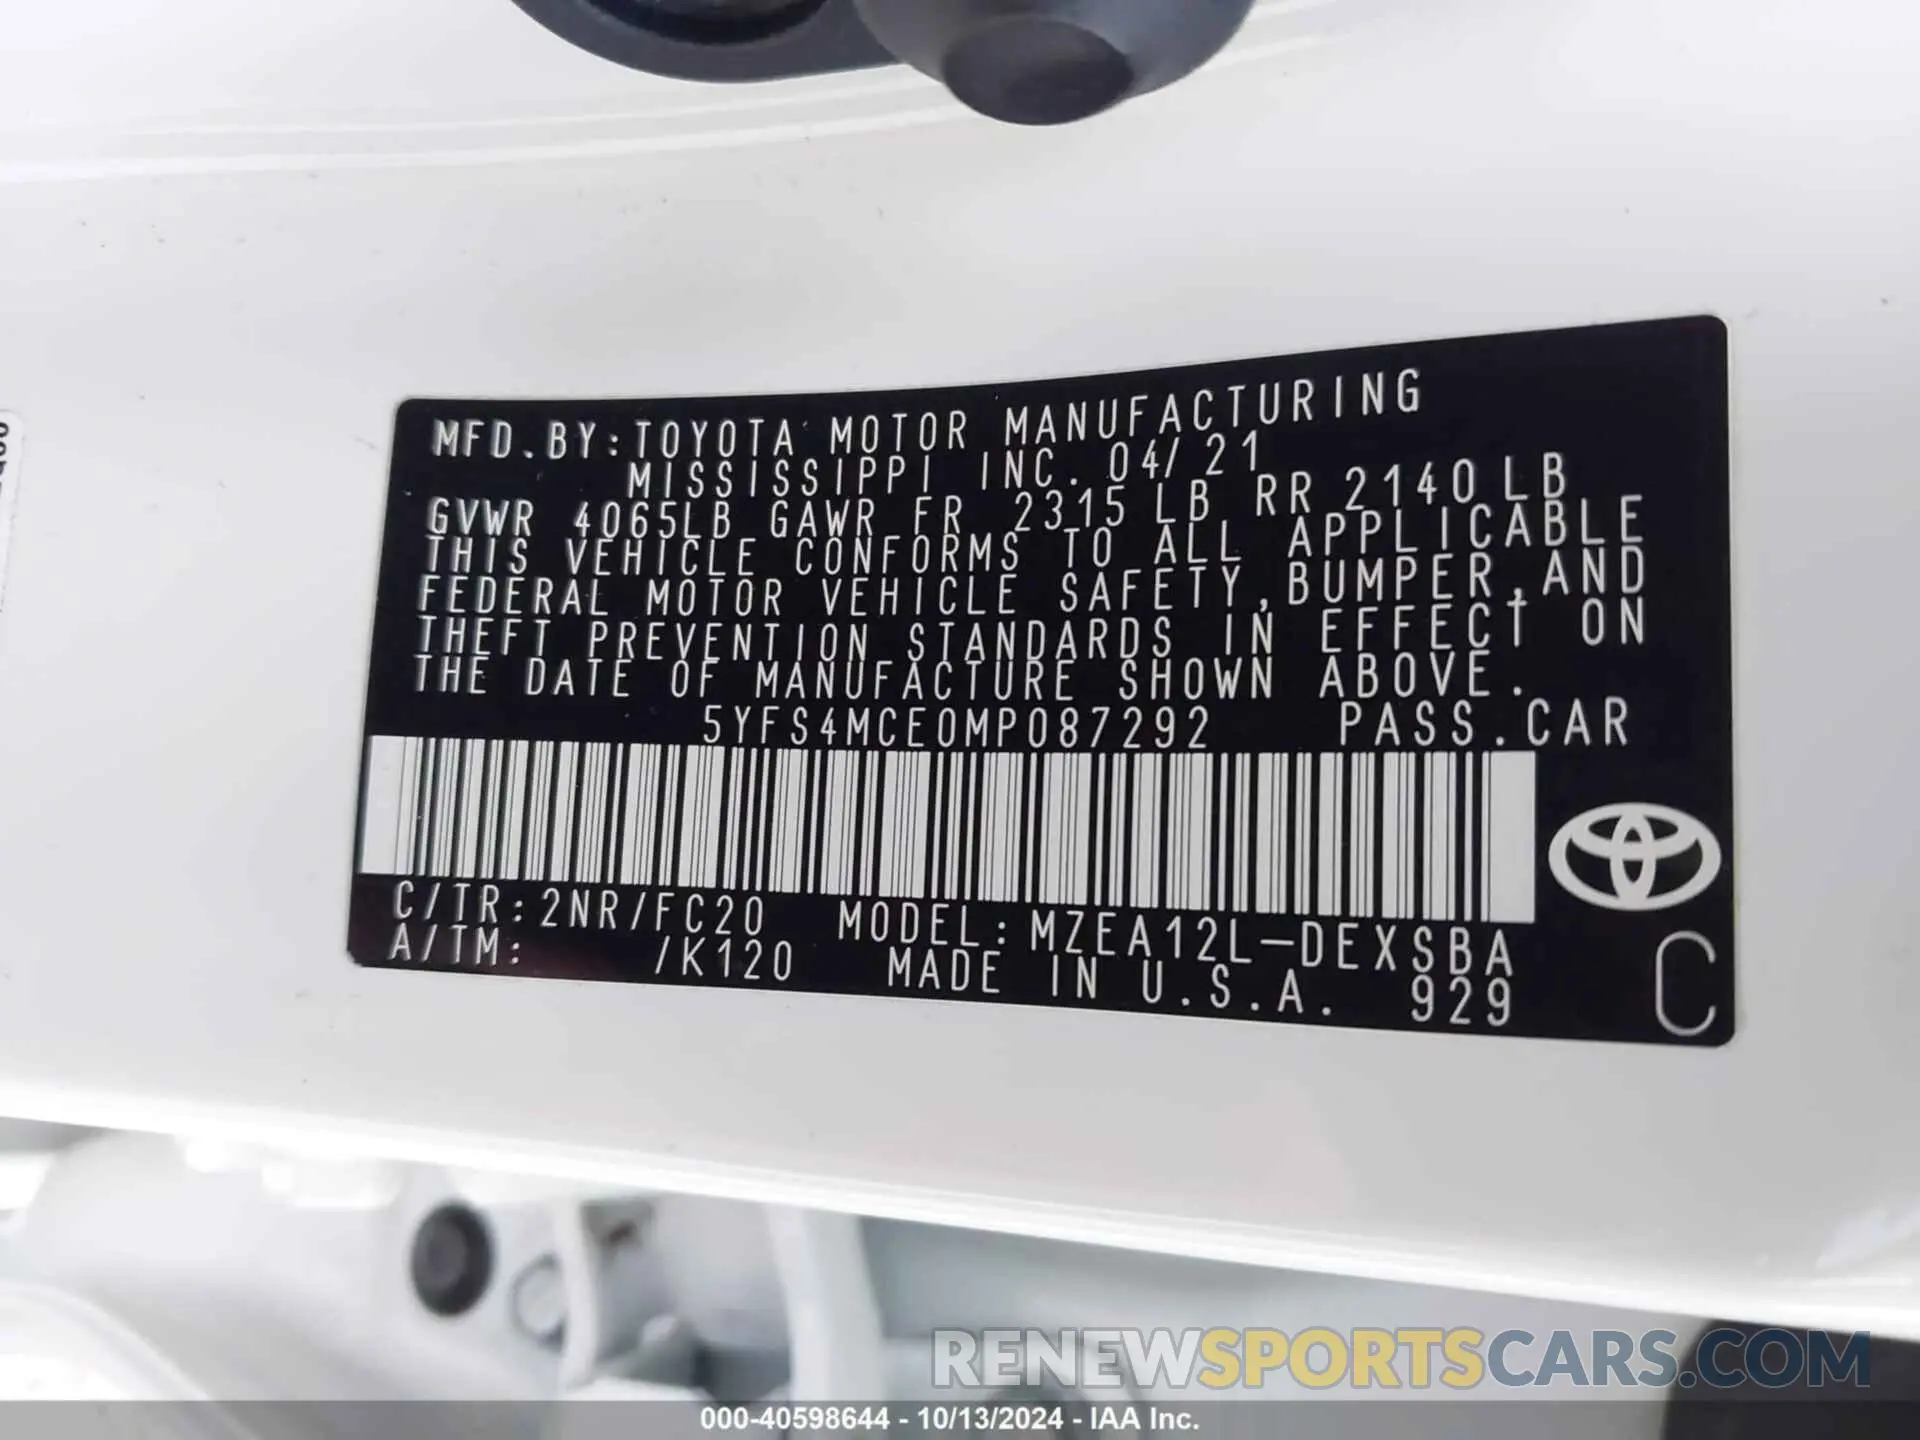 MFD.BY:TOYOTA MOTOR MANUFACTURING
MISSISSIPPI INC. 04/21
GVWR 4065LB GAWR FR 2315 LB RR 2140 LB
THIS VEHICLE CONFORMS TO ALL APPLICABLE
FEDERAL MOTOR VEHICLE SAFETY,BUMPER,AND
THEFT PREVENTION STANDARDS IN EFFECT ON
THE DATE OF MANUFACTURE SHOWN ABOVE.
5YFS4MCE0MP087292 PASS.CAR
C/TR:2NR/FC20 MODEL:MZEA12L-DEXSBA
A/TM: /K120 MADE IN U.S.A. 929
C
RENEWSPORTSCARS.COM
000-40598644 - 10/13/2024 - IAA Inc.